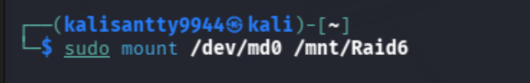 ┌──(kalisantty9944㉿kali)-[~]
└─$ sudo mount /dev/md0 /mnt/Raid6